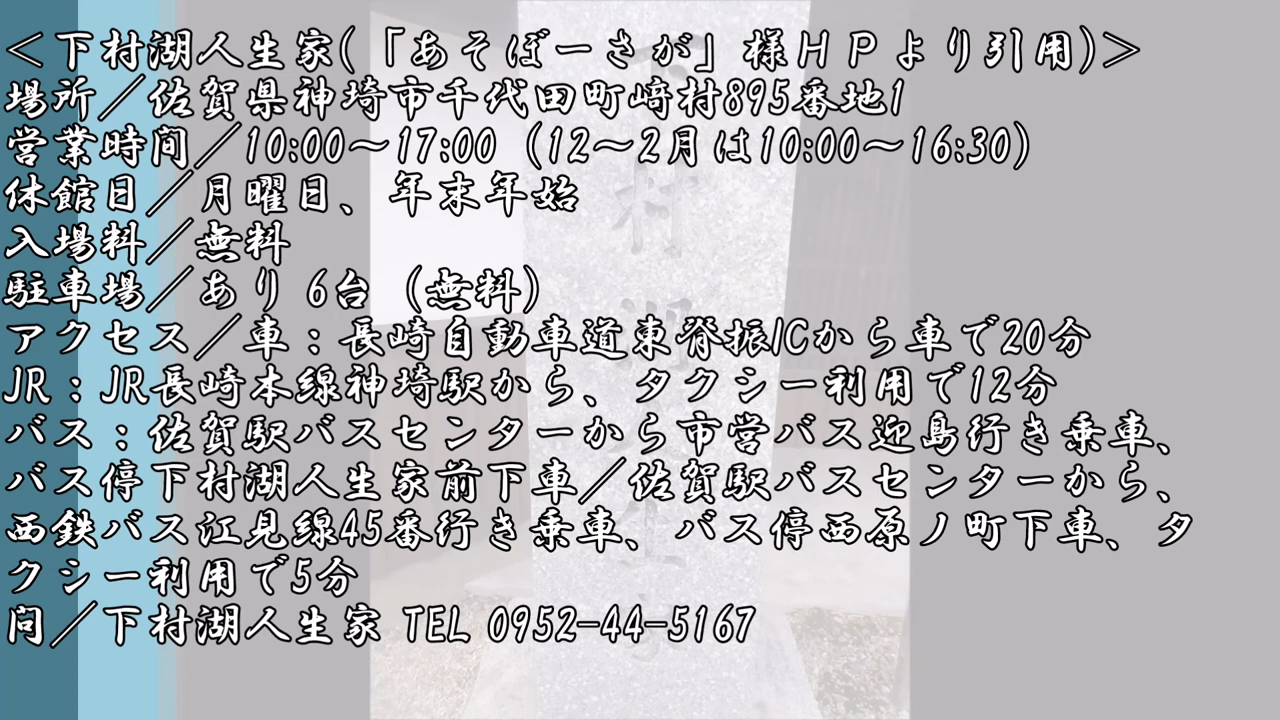 ＜下村湖人生家(「あそぼーさが」様ＨＰより引用)＞
場所／佐賀県神埼市千代田町﨑村895番地1
営業時間／10:00～17:00（12～2月は10:00～16:30）
休館日／月曜日、年末年始
入場料／無料
駐車場／あり 6台（無料）
アクセス／車：長崎自動車道東脊振ICから車で20分
JR：JR長崎本線神埼駅から、タクシー利用で12分
バス：佐賀駅バスセンターから市営バス迎島行き乗車、
バス停下村湖人生家前下車／佐賀駅バスセンターから、
西鉄バス江見線45番行き乗車、バス停西原ノ町下車、タ
クシー利用で5分
問／下村湖人生家 TEL 0952-44-5167
村
湖
人
生